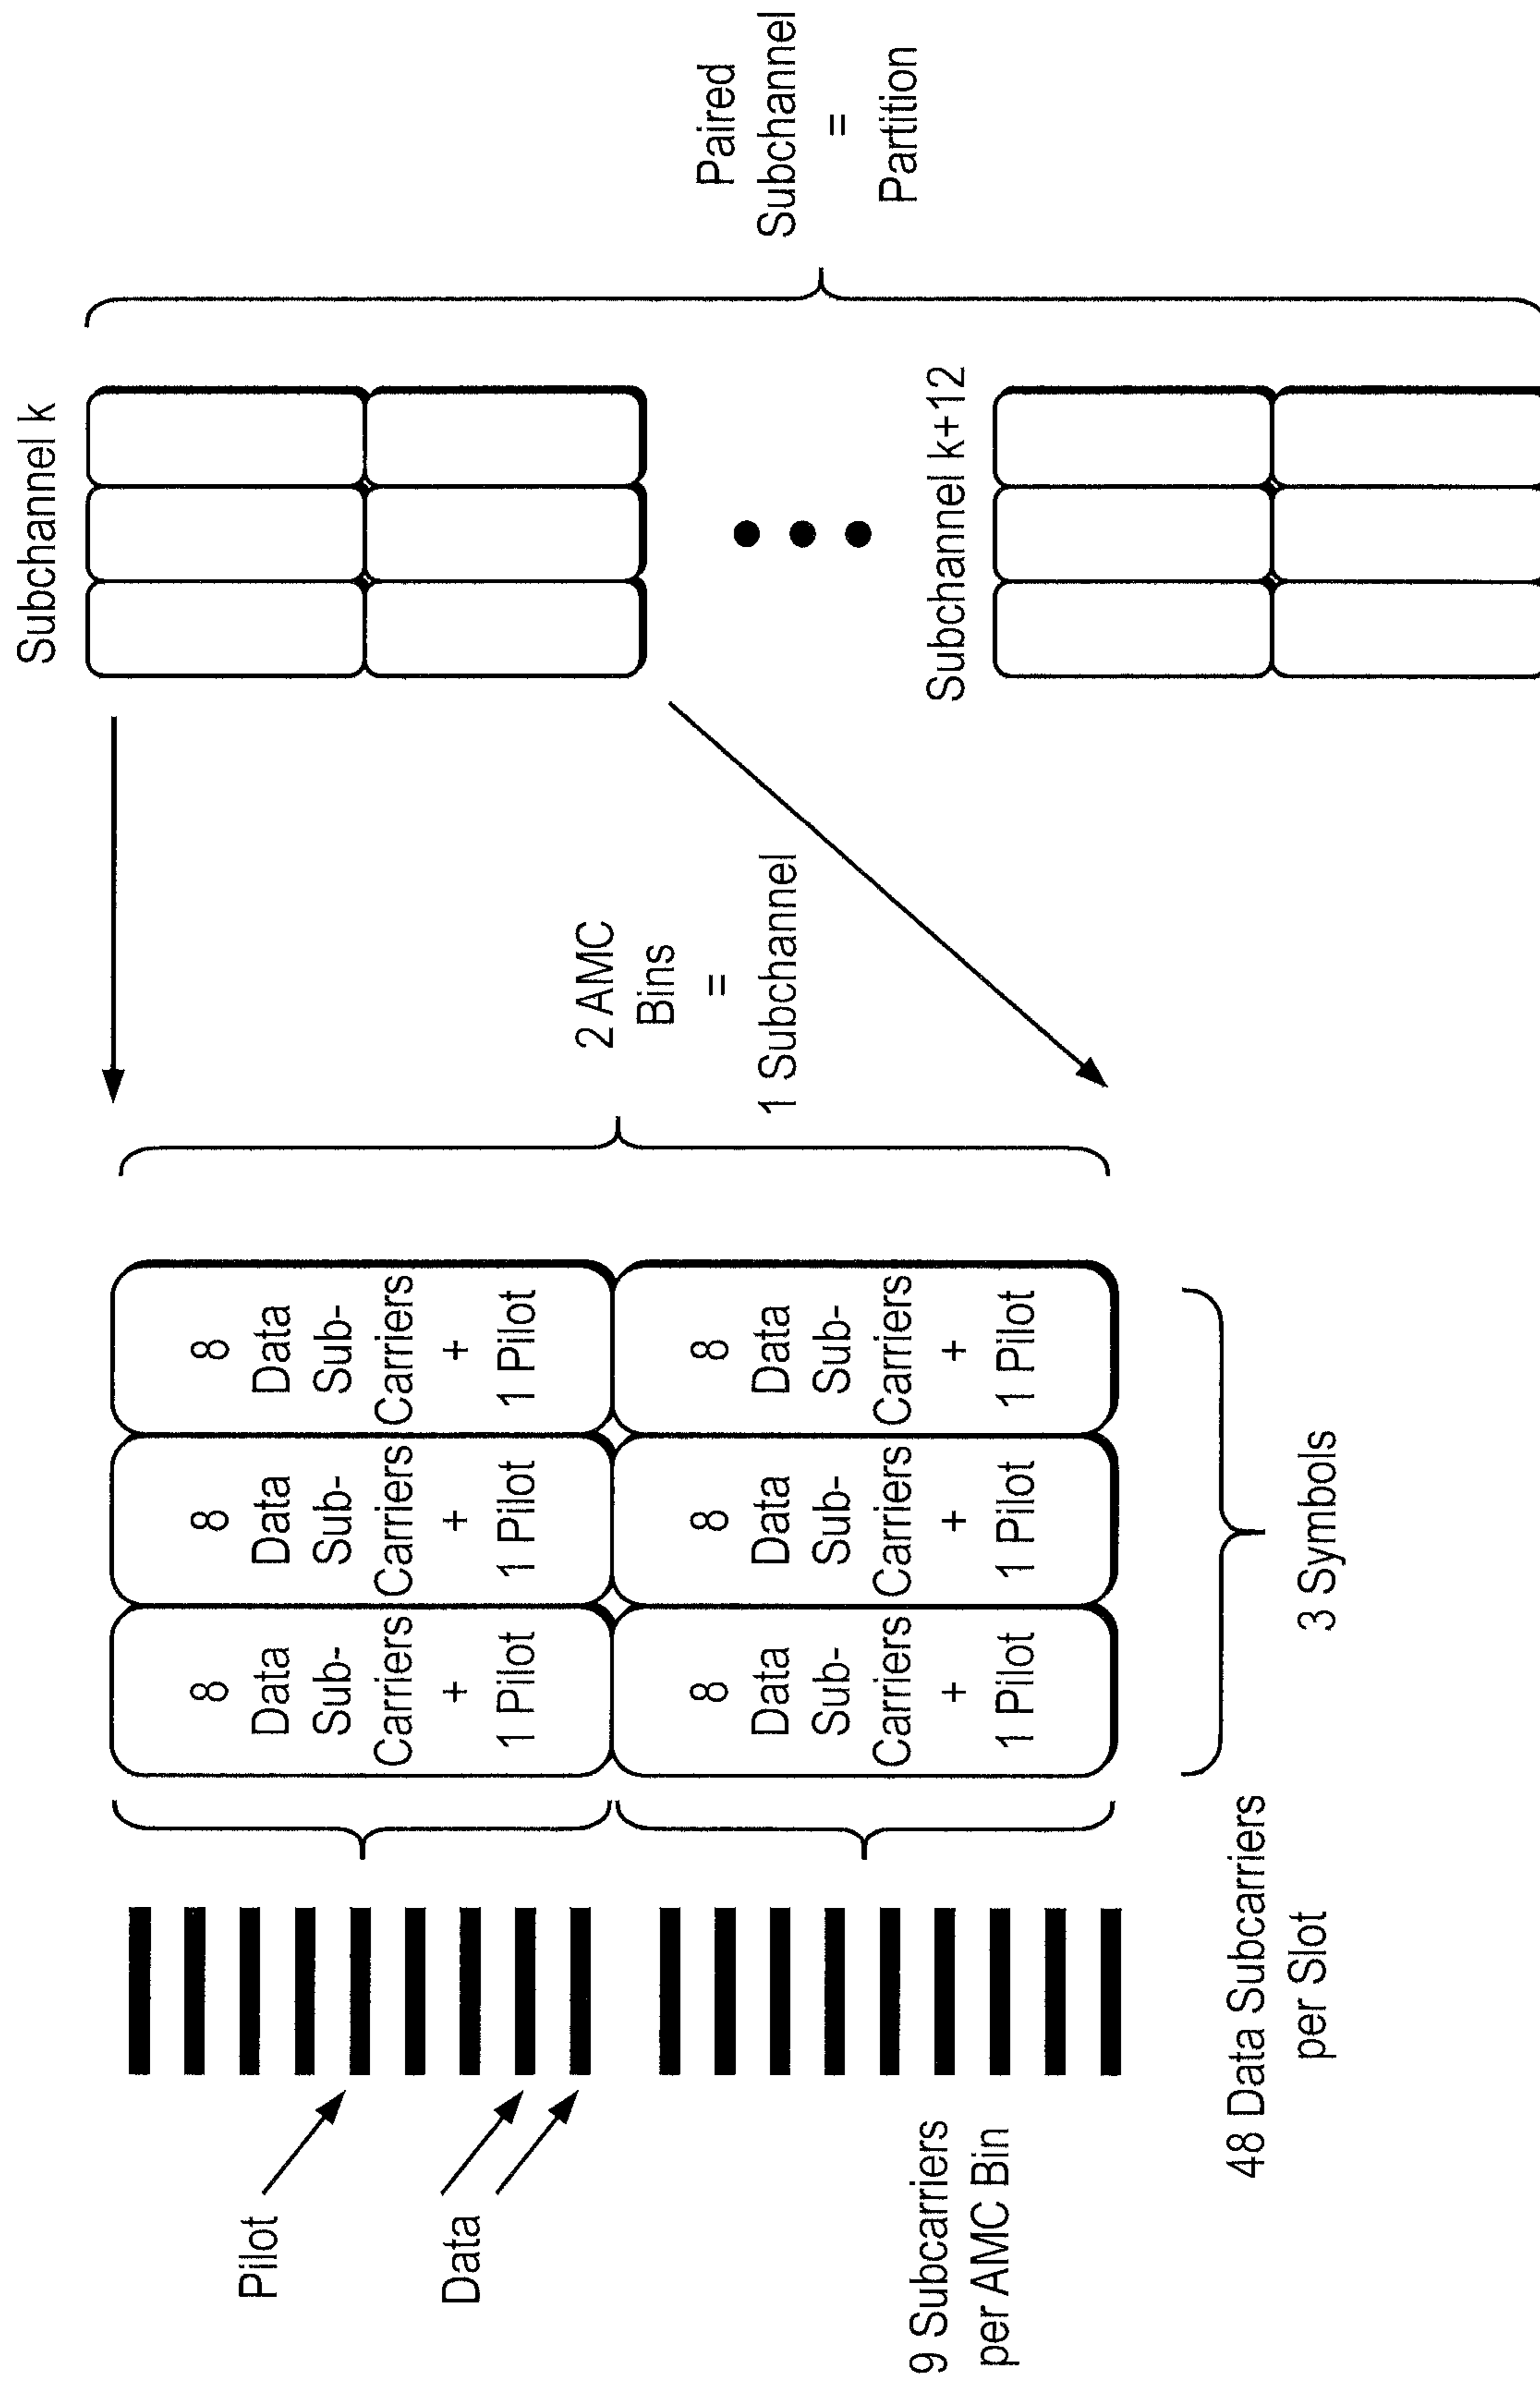 Pilot
Data
9 Subcarriers
per AMC Bin
48 Data Subcarriers
per Slot
8
Data
Sub-
Carriers
+
1 Pilot
8
Data
Sub-
Carriers
+
1 Pilot
8
Data
Sub-
Carriers
+
1 Pilot
8
Data
Sub-
Carriers
+
1 Pilot
8
Data
Sub-
Carriers
+
1 Pilot
8
Data
Sub-
Carriers
+
1 Pilot
3 Symbols
2 AMC
Bins
=
1 Subchannel
Subchannel k
Subchannel k+12
Paired
Subchannel
=
Partition